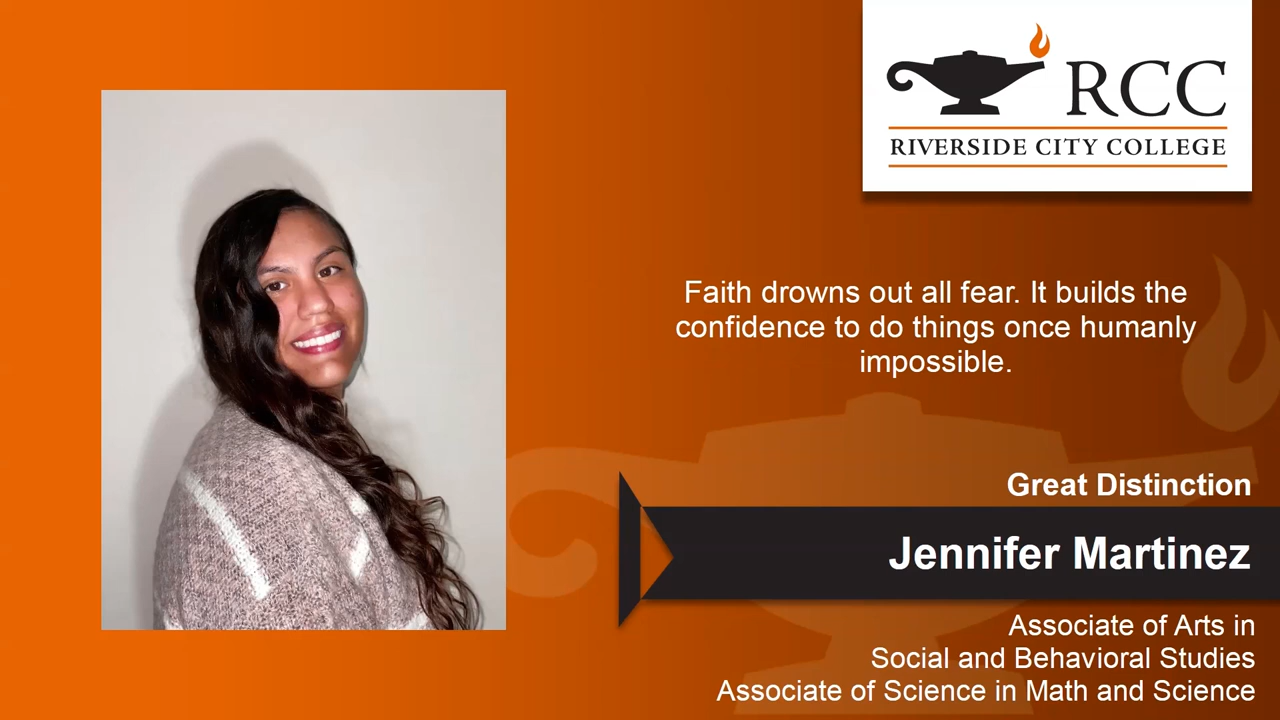 RCC
RIVERSIDE CITY COLLEGE
Faith drowns out all fear. It builds the
confidence to do things once humanly
impossible.
Great Distinction
Jennifer Martinez
Associate of Arts in
Social and Behavioral Studies
Associate of Science in Math and Science